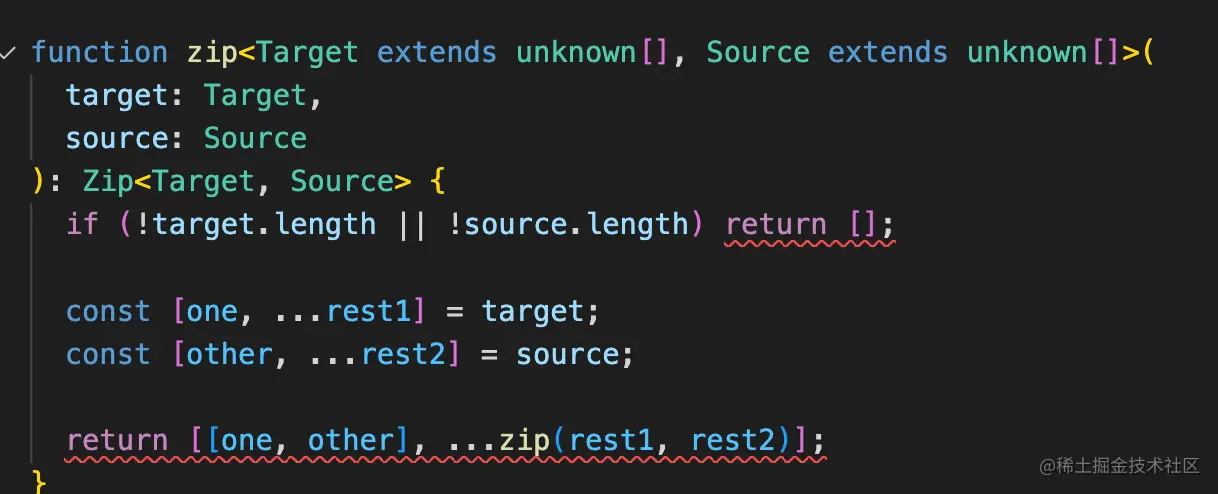 function zip<Target extends unknown[], Source extends unknown[]>(
  target: Target,
  source: Source
): Zip<Target, Source> {
  if (!target.length || !source.length) return [];
  const [one, ...rest1] = target;
  const [other, ...rest2] = source;
  return [[one, other], ...zip(rest1, rest2)];
}
@稀土掘金技术社区